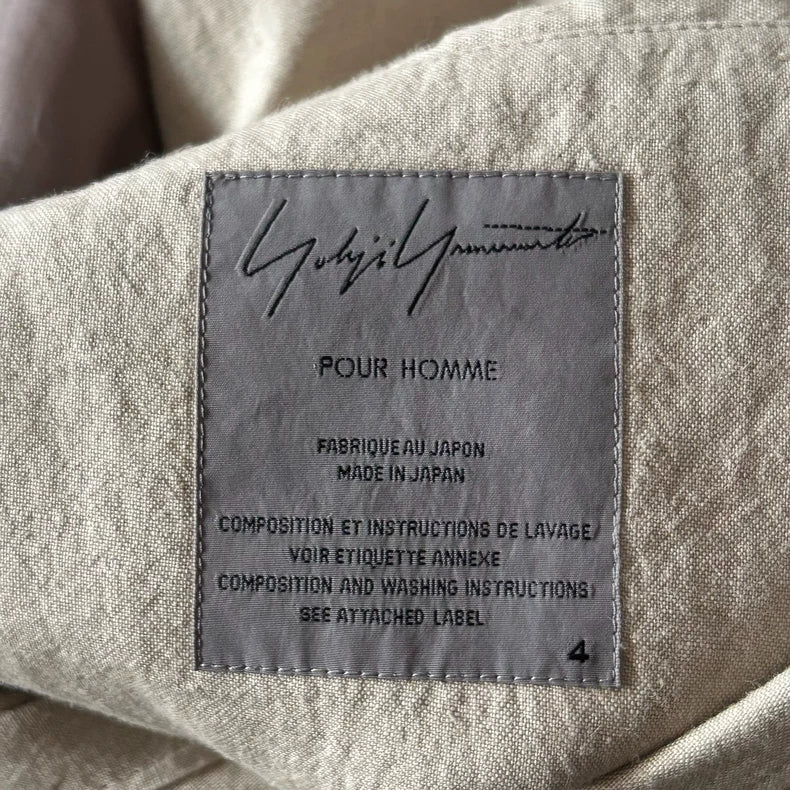 Yohji Yamamoto
POUR HOMME
FABRIQUE AU JAPON
MADE IN JAPAN
COMPOSITION ET INSTRUCTIONS DE LAVAGE/
VOIR ETIQUETTE ANNEXE
COMPOSITION AND WASHING INSTRUCTIONS/
SEE ATTACHED LABEL
4